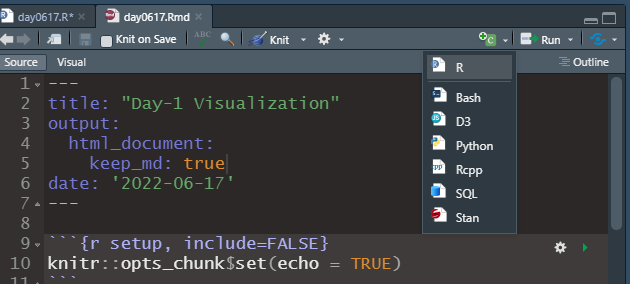 day0617.R*
day0617.Rmd
Knit on Save
ABC
Knit
C
Run
Source
Visual
Outline
R
Bash
D3
Python
Rcpp
SQL
Stan
1 ---
2 title: "Day-1 Visualization"
3 output:
4 html_document:
5 keep_md: true
6 date: '2022-06-17'
7 ---
8
9 ```{r setup, include=FALSE}
10 knitr::opts_chunk$set(echo = TRUE)
11 ```